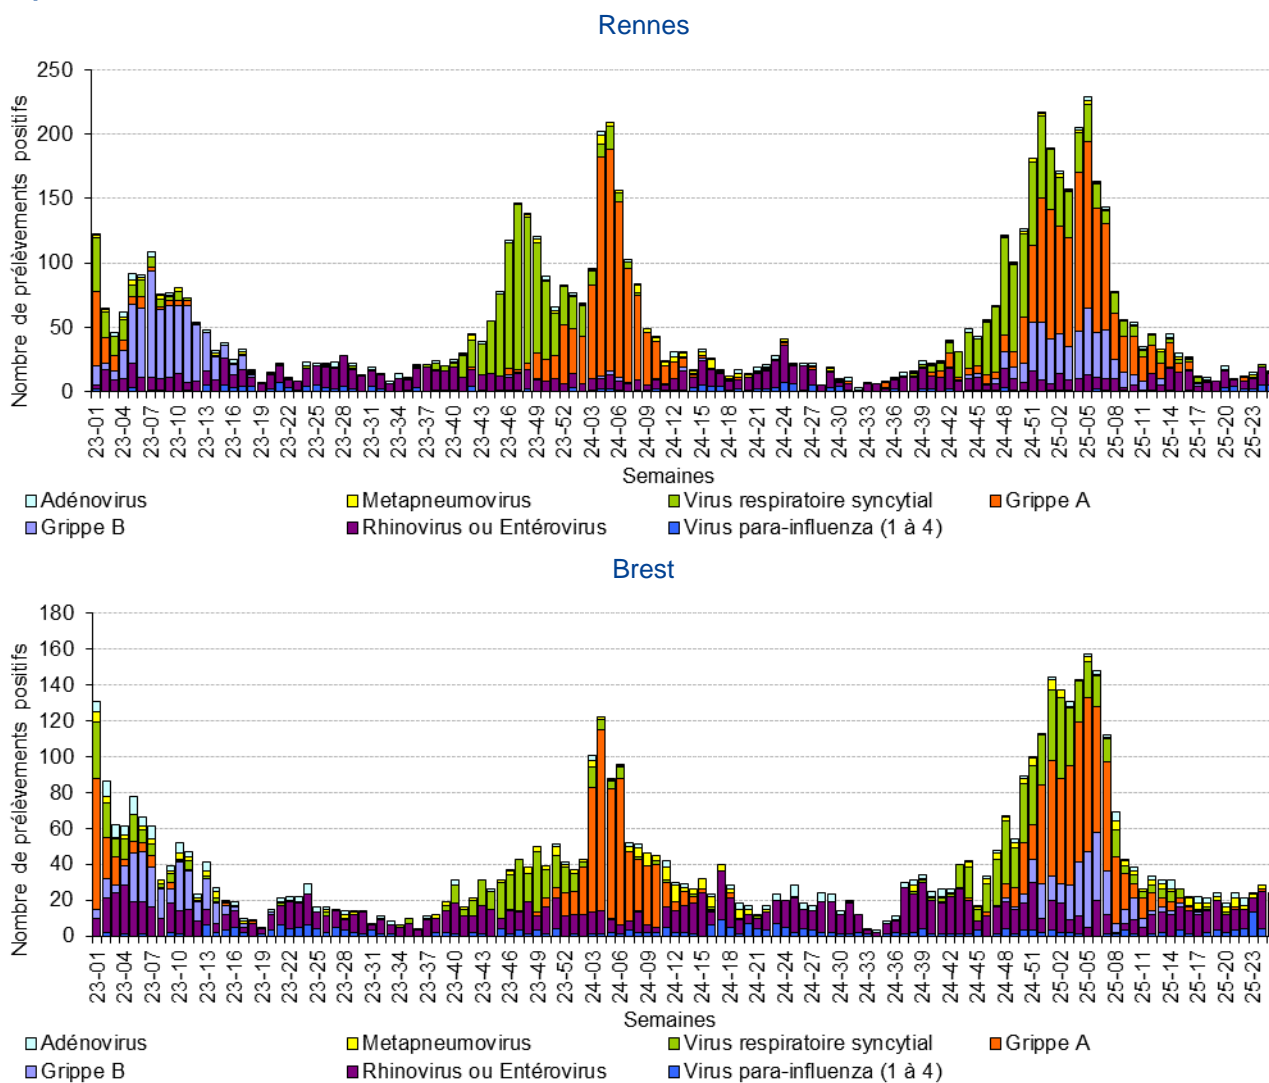 Rennes
Nombre de prélèvements positifs
250
200
150
100
50
0
23-01 23-04 23-07 23-10 23-13 23-16 23-19 23-22 23-25 23-28 23-31 23-34 23-37 23-40 23-43 23-46 23-49 23-52 24-03 24-06 24-09 24-12 24-15 24-18 24-21 24-24 24-27 24-30 24-33 24-36 24-39 24-42 24-45 24-48 24-51 25-02 25-05 25-08 25-11 25-14 25-17 25-20 25-23
Semaines
Adénovirus Metapneumovirus Virus respiratoire syncytial Grippe A
Grippe B Rhinovirus ou Entérovirus Virus para-influenza (1 à 4)
Brest
Nombre de prélèvements positifs
180
160
140
120
100
80
60
40
20
0
23-01 23-04 23-07 23-10 23-13 23-16 23-19 23-22 23-25 23-28 23-31 23-34 23-37 23-40 23-43 23-46 23-49 23-52 24-03 24-06 24-09 24-12 24-15 24-18 24-21 24-24 24-27 24-30 24-33 24-36 24-39 24-42 24-45 24-48 24-51 25-02 25-05 25-08 25-11 25-14 25-17 25-20 25-23
Semaines
Adénovirus Metapneumovirus Virus respiratoire syncytial Grippe A
Grippe B Rhinovirus ou Entérovirus Virus para-influenza (1 à 4)